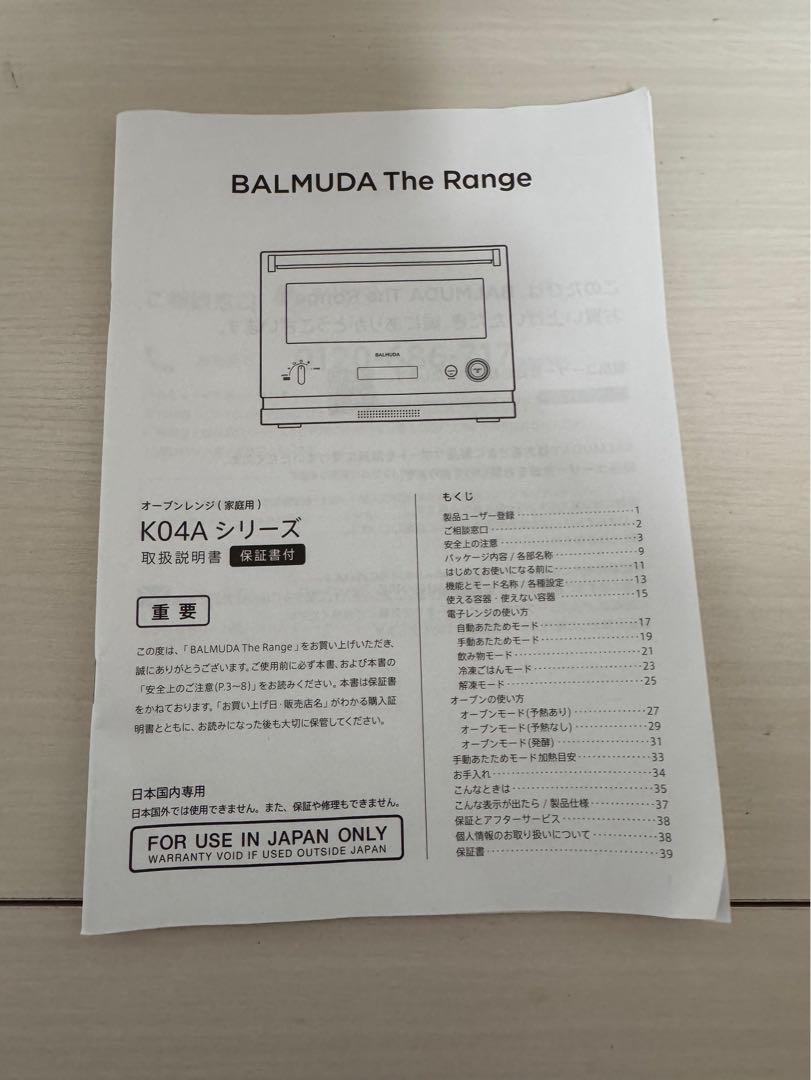 BALMUDA The Range
BALMUDA
オーブンレンジ(家庭用)
K04A シリーズ
取扱説明書 保証書付
重要
この度は、「BALMUDA The Range」をお買い上げいただき、
誠にありがとうございます。ご使用前に必ず本書、および本書の
「安全上のご注意(P.3~8)」をお読みください。本書は保証書
をかねております。「お買い上げ日・販売店名」がわかる購入証
明書とともに、お読みになった後も大切に保管してください。
日本国内専用
日本国外では使用できません。また、保証や修理もできません。
FOR USE IN JAPAN ONLY
WARRANTY VOID IF USED OUTSIDE JAPAN
もくじ
製品ユーザー登録 1
ご相談窓口 2
安全上の注意 3
パッケージ内容 / 各部名称 9
はじめてお使いになる前に 11
機能とモード名称 / 各種設定 13
使える容器・使えない容器 15
電子レンジの使い方
自動あたためモード 17
手動あたためモード 19
飲み物モード 21
冷凍ごはんモード 23
解凍モード 25
オーブンの使い方
オーブンモード(予熱あり) 27
オーブンモード(予熱なし) 29
オーブンモード(発酵) 31
手動あたためモード加熱目安 33
お手入れ 34
こんなときは 35
こんな表示が出たら / 製品仕様 37
保証とアフターサービス 38
個人情報のお取り扱いについて 38
保証書 39